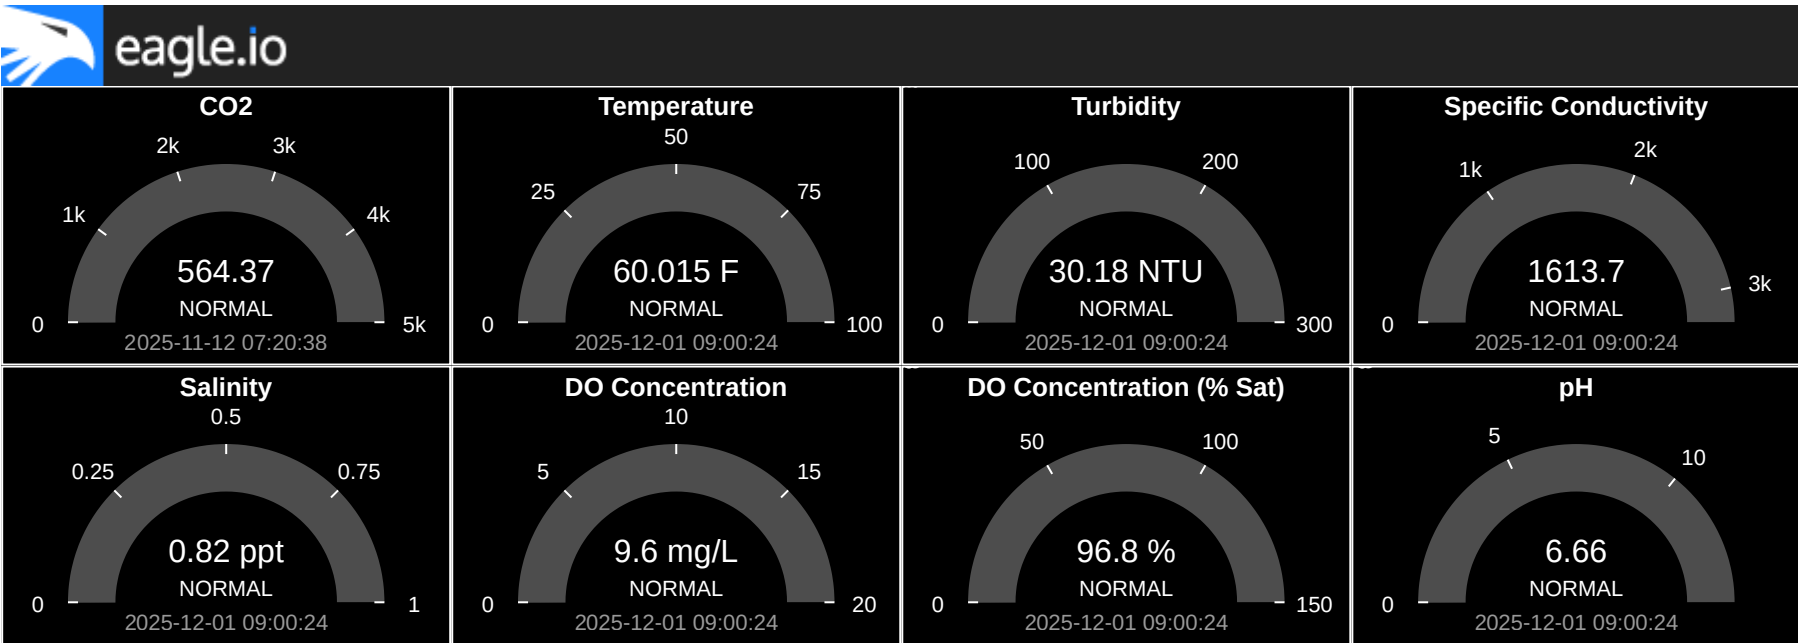 eagle.io
CO2
2k
3k
1k
4k
564.37
NORMAL
0
5k
2025-11-12 07:20:38
Temperature
50
25
75
60.015 F
NORMAL
0
100
2025-12-01 09:00:24
Turbidity
100
200
30.18 NTU
NORMAL
0
300
2025-12-01 09:00:24
Specific Conductivity
2k
1k
1613.7
3k
NORMAL
0
2025-12-01 09:00:24
Salinity
0.5
0.25
0.75
0.82 ppt
NORMAL
0
1
2025-12-01 09:00:24
DO Concentration
10
5
15
9.6 mg/L
NORMAL
0
20
2025-12-01 09:00:24
DO Concentration (% Sat)
50
100
96.8 %
NORMAL
0
150
2025-12-01 09:00:24
pH
5
10
6.66
NORMAL
0
2025-12-01 09:00:24